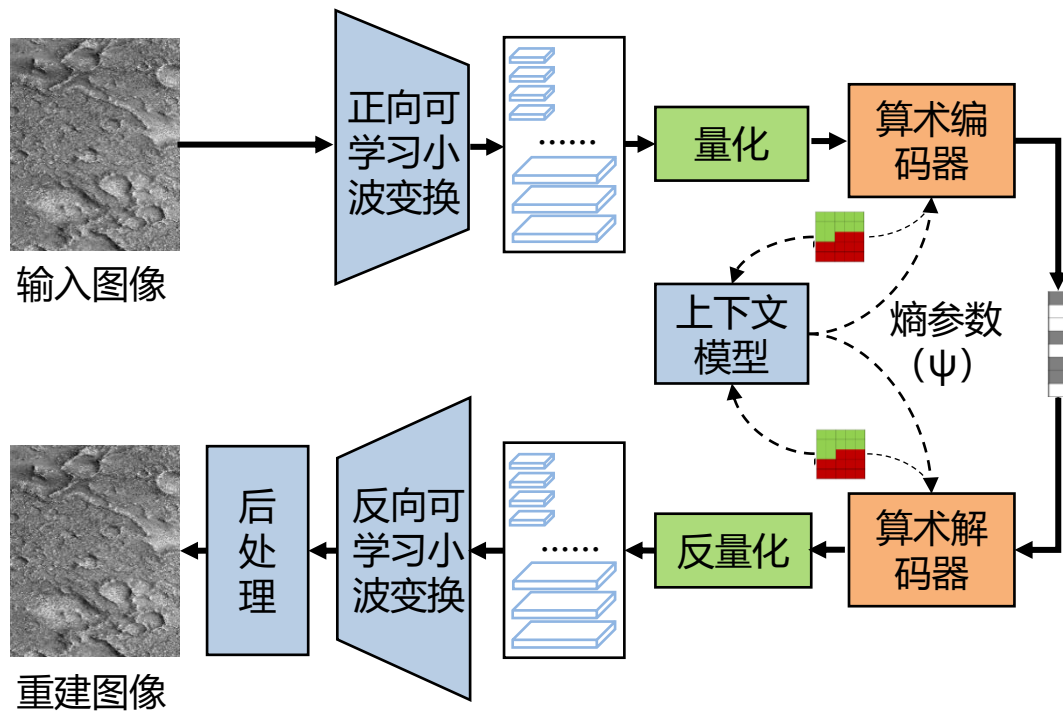 输入图像
正向可
学习小
波变换
......
量化
算术编
码器
上下文
模型
熵参数
(ψ)
算术解
码器
反量化
......
反向可
学习小
波变换
后
处
理
重建图像